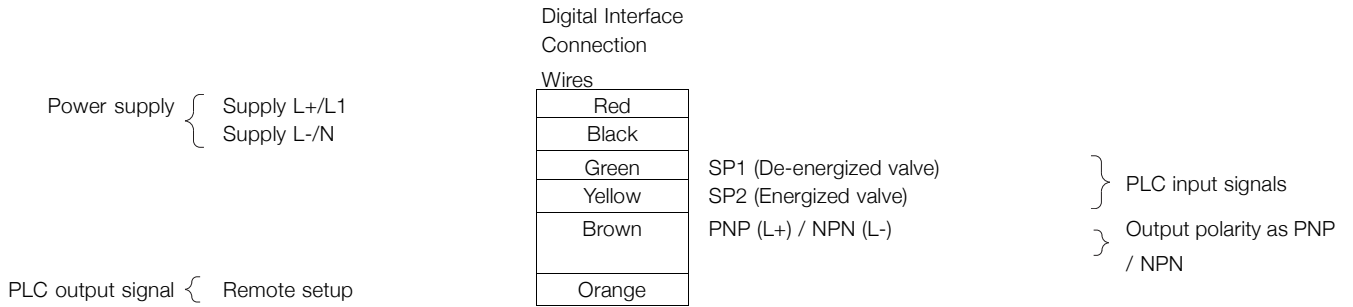 Digital Interface
Connection
Wires
Power supply
Supply L+/L1
Red
Supply L-/N
Black
Green
SP1 (De-energized valve)
Yellow
SP2 (Energized valve)
PLC input signals
Brown
PNP (L+) / NPN (L-)
Output polarity as PNP
/ NPN
PLC output signal
Remote setup
Orange